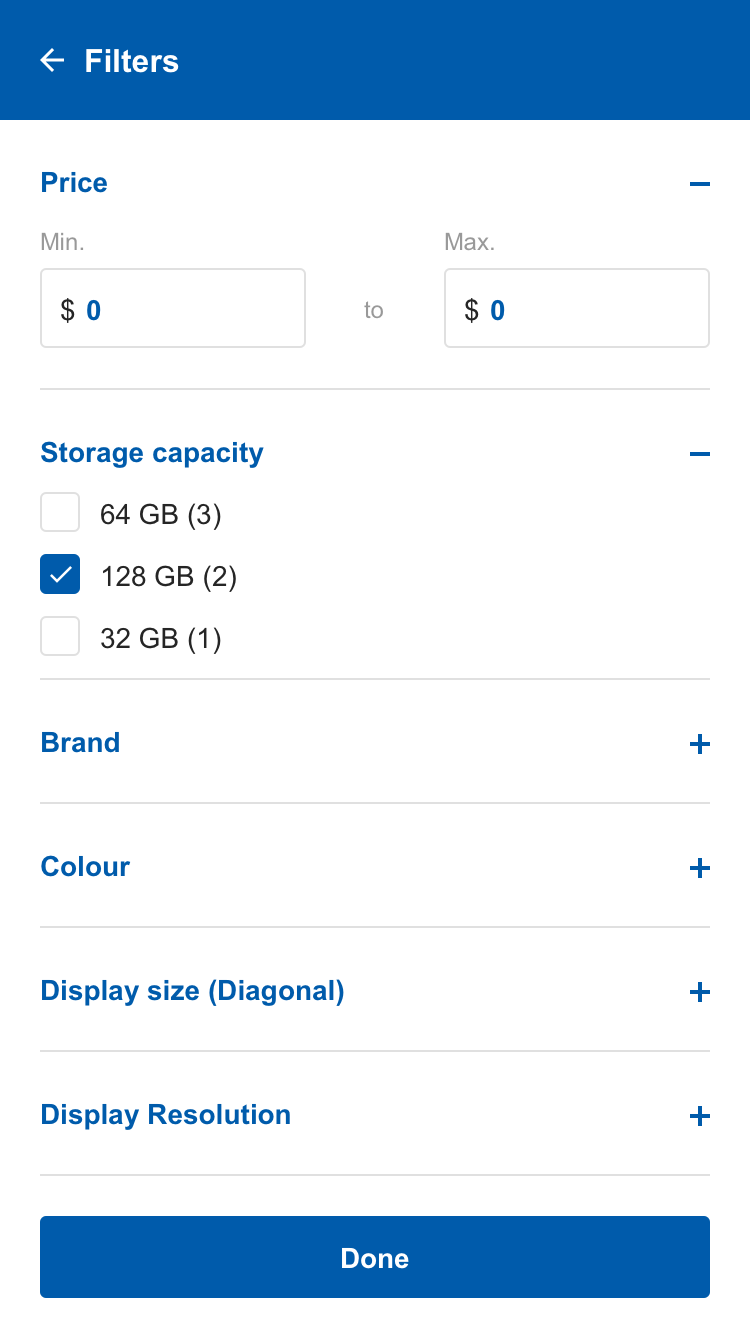 Filters
Price
Min. Max.
$ 0 to $ 0
Storage capacity
64 GB (3)
128 GB (2)
32 GB (1)
Brand
Colour
Display size (Diagonal)
Display Resolution
Done